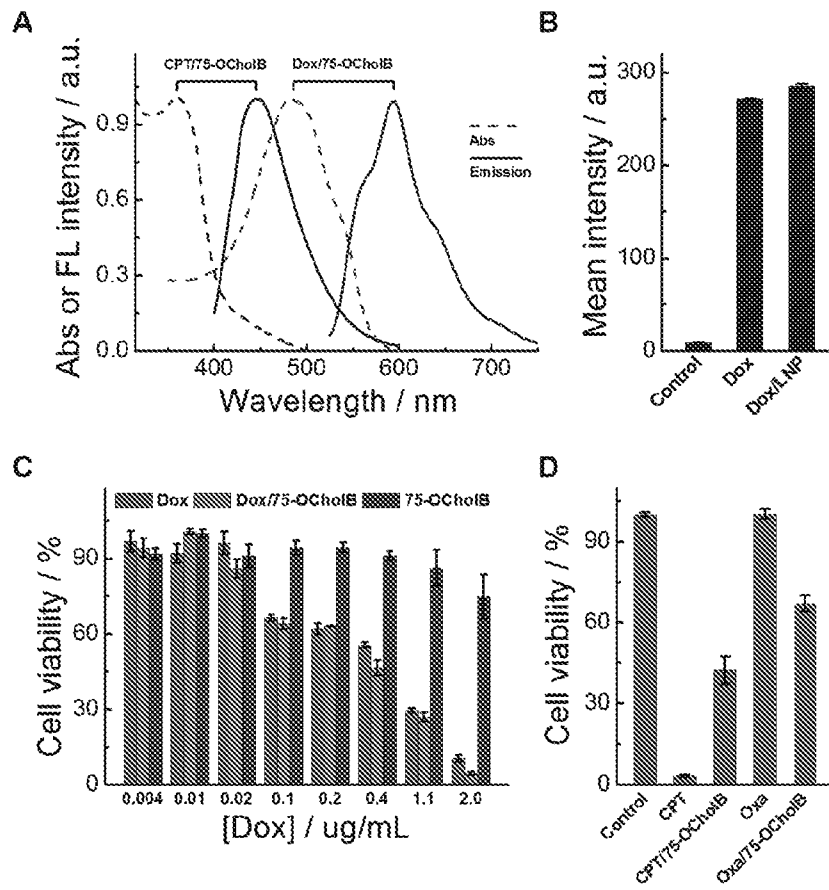 A
CPT/75-OCholB
Dox/75-OCholB
Abs
Emission
0.9
0.6
0.3
0.0
Abs or FL intensity / a.u.
400 500 600 700
Wavelength / nm
B
300
200
100
0
Mean intensity / a.u.
Control
Dox
Dox/LNP
C
Dox Dox/75-OCholB 75-OCholB
90
60
30
0
Cell viability / %
0.004 0.01 0.02 0.1 0.2 0.4 1.1 2.0
[Dox] / ug/mL
D
90
60
30
0
Cell viability / %
Control
CPT
CPT/75-OCholB
Oxa
Oxa/75-OCholB